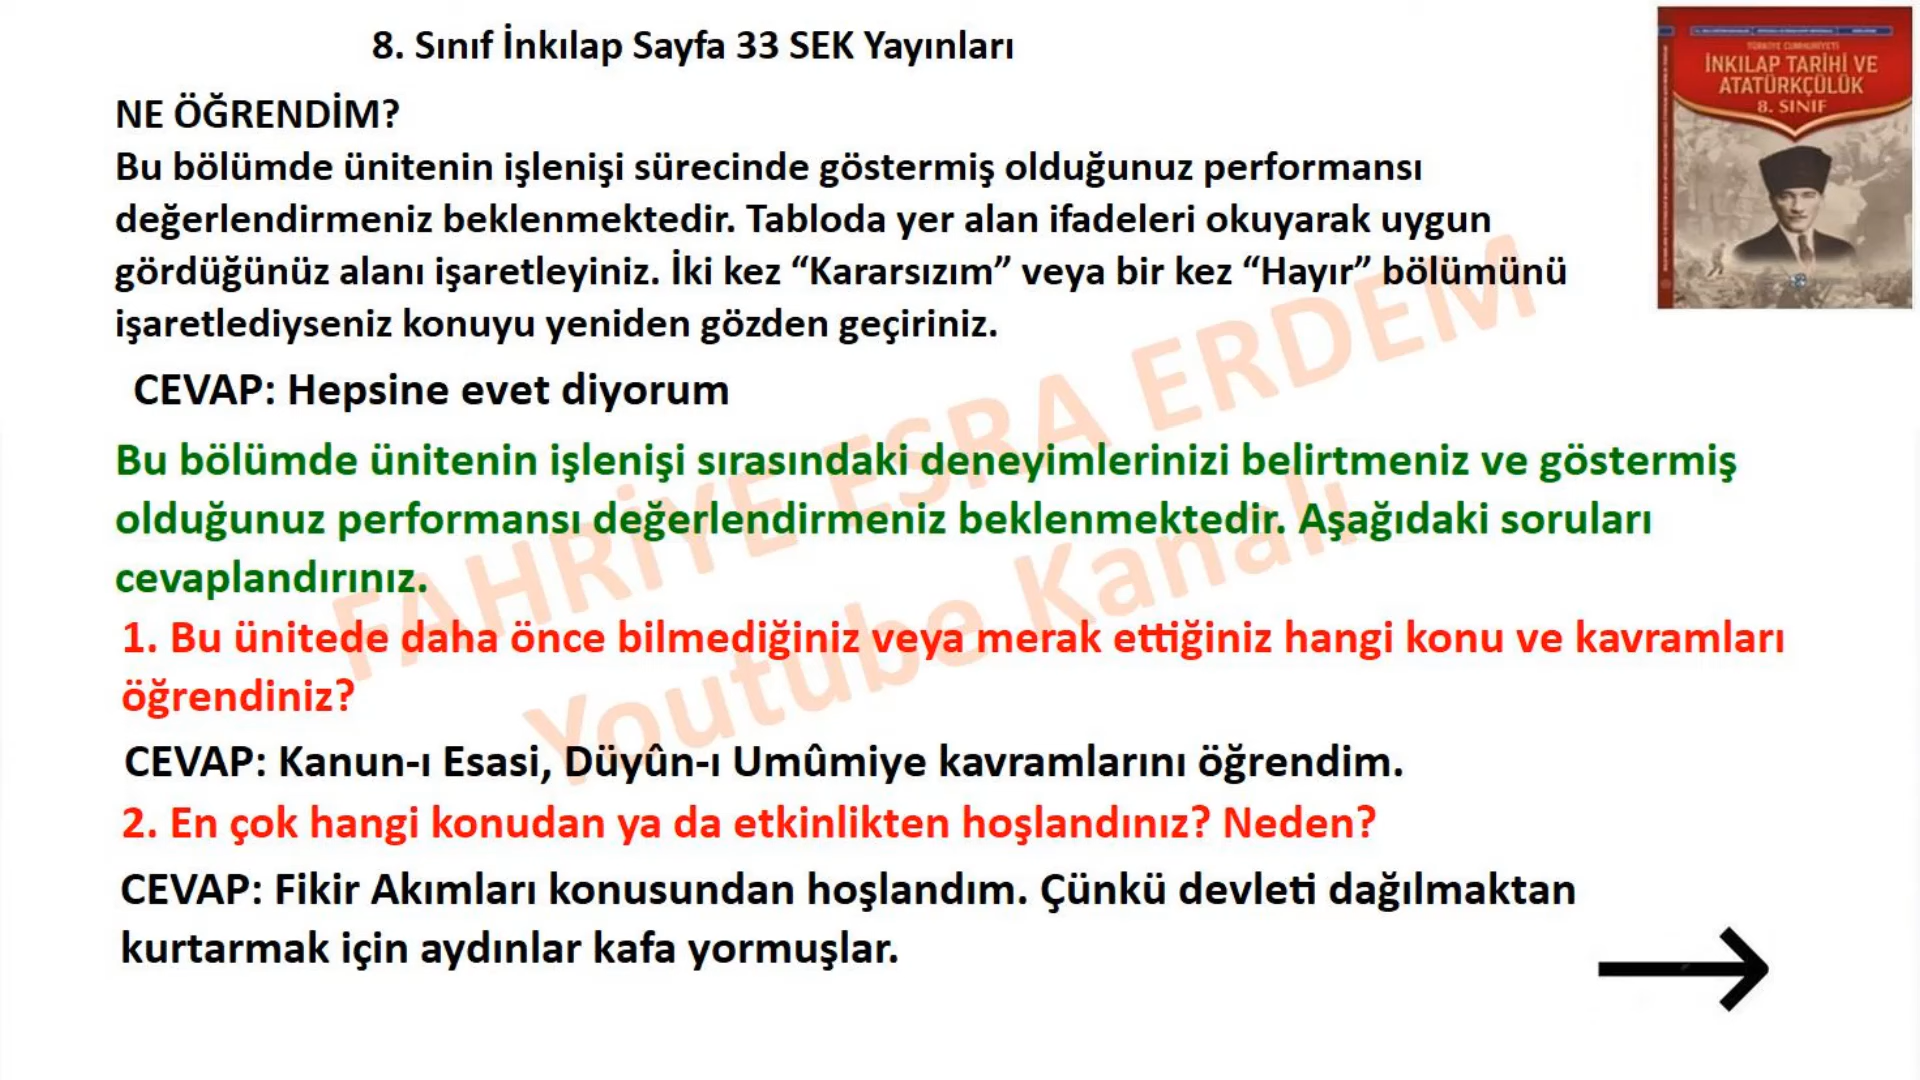 8. Sınıf İnkılap Sayfa 33 SEK Yayınları
TÜRKİYE CUMHURİYETİ
İNKILAP TARİHİ VE
ATATÜRKÇÜLÜK
8. SINIF
NE ÖĞRENDİM?
Bu bölümde ünitenin işlenişi sürecinde göstermiş olduğunuz performansı
değerlendirmeniz beklenmektedir. Tabloda yer alan ifadeleri okuyarak uygun
gördüğünüz alanı işaretleyiniz. İki kez “Kararsızım” veya bir kez “Hayır” bölümünü
işaretlediyseniz konuyu yeniden gözden geçiriniz.
CEVAP: Hepsine evet diyorum
Bu bölümde ünitenin işlenişi sırasındaki deneyimlerinizi belirtmeniz ve göstermiş
olduğunuz performansı değerlendirmeniz beklenmektedir. Aşağıdaki soruları
cevaplandırınız.
1. Bu ünitede daha önce bilmediğiniz veya merak ettiğiniz hangi konu ve kavramları
öğrendiniz?
CEVAP: Kanun-ı Esasi, Düyûn-ı Umûmiye kavramlarını öğrendim.
2. En çok hangi konudan ya da etkinlikten hoşlandınız? Neden?
CEVAP: Fikir Akımları konusundan hoşlandım. Çünkü devleti dağılmaktan
kurtarmak için aydınlar kafa yormuşlar.
FAHRİYE ESRA ERDEM
Youtube Kanalı